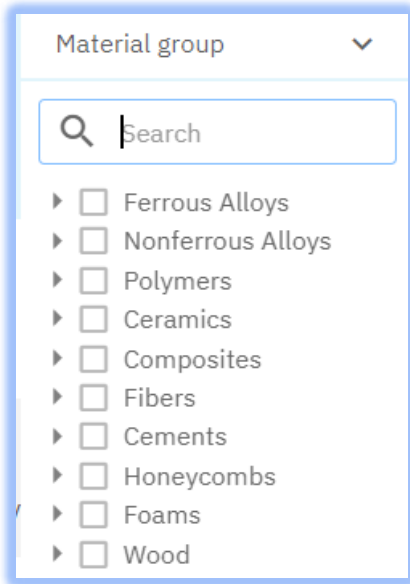 Material group
Search
Ferrous Alloys
Nonferrous Alloys
Polymers
Ceramics
Composites
Fibers
Cements
Honeycombs
Foams
Wood